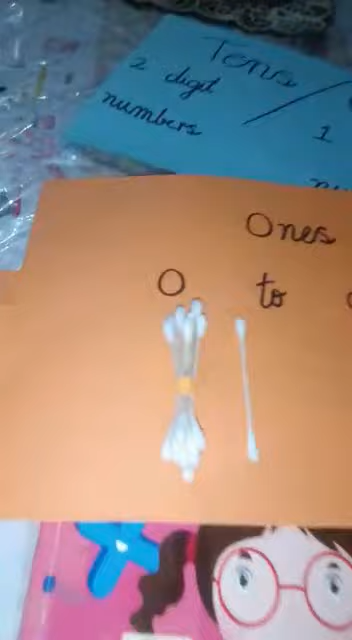 Tens /
2 digit
numbers
1
Ones
0 to